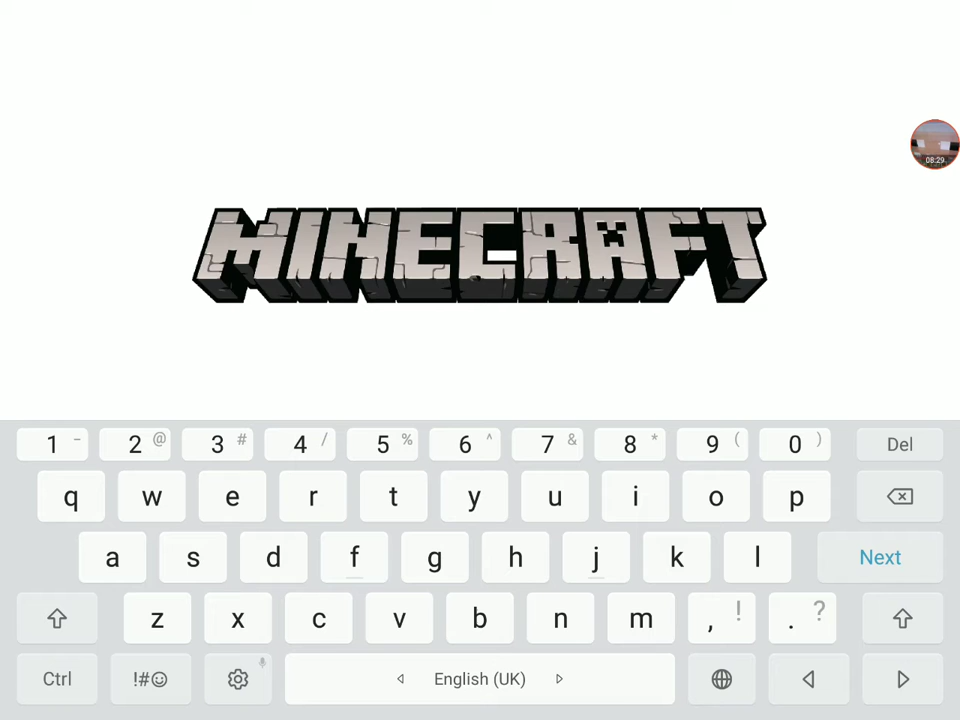 08:29
MINECRAFT
1 - 2 @ 3 # 4 / 5 % 6 ^ 7 & 8 * 9 ( 0 ) Del
q w e r t y u i o p
a s d f g h j k l Next
z x c v b n m , ! . ?
Ctrl !#☺ English (UK)